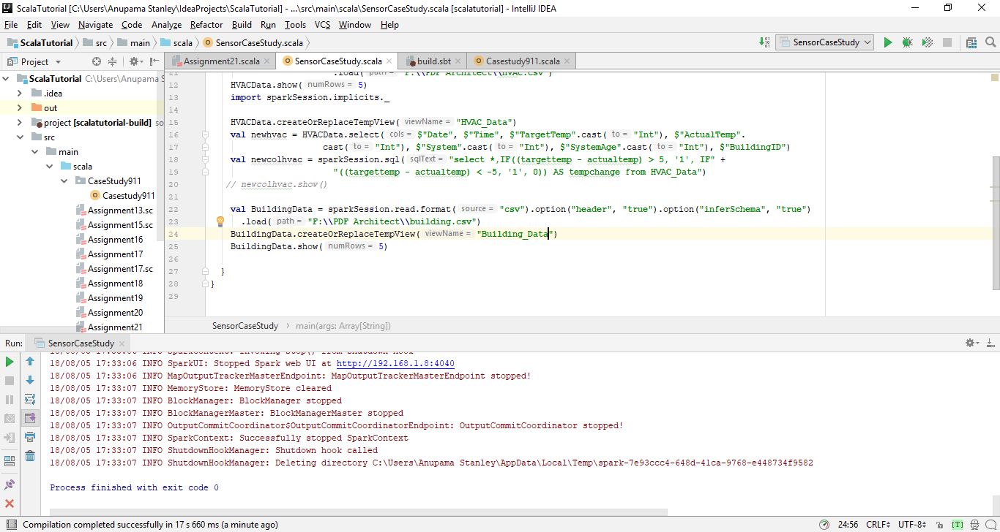 ScalaTutorial [C:\Users\Anupama Stanley\IdeaProjects\ScalaTutorial] - ...\src\main\scala\SensorCaseStudy.scala [scalatutorial] - IntelliJ IDEA
File Edit View Navigate Code Analyze Refactor Build Run Tools VCS Window Help
ScalaTutorial src main scala SensorCaseStudy.scala SensorCaseStudy
Project Assignment21.scala SensorCaseStudy.scala build.sbt Casestudy911.scala
ScalaTutorial C:\Users\Anupama S
.idea
out
project [scalatutorial-build] so
src
main
scala
CaseStudy911
Casestudy911
Assignment13.sc
Assignment15.sc
Assignment16
Assignment17
Assignment17.sc
Assignment18
Assignment19
Assignment20
Assignment21
11 .load( path = "F:\\PDF Architect\\HVAC.csv")
12 HVACData.show( numRows = 5)
13 import sparkSession.implicits._
14
15 HVACData.createOrReplaceTempView( viewName = "HVAC_Data")
16 val newhvac = HVACData.select( cols = $"Date", $"Time", $"TargetTemp".cast( to = "Int"), $"ActualTemp".
17 cast( to = "Int"), $"System".cast( to = "Int"), $"SystemAge".cast( to = "Int"), $"BuildingID")
18 val newcolhvac = sparkSession.sql( sqlText = "select *,IF((targettemp - actualtemp) > 5, '1', IF" +
19 "((targettemp - actualtemp) < -5, '1', 0)) AS tempchange from HVAC_Data")
20 // newcolhvac.show()
21
22 val BuildingData = sparkSession.read.format( source = "csv").option("header", "true").option("inferSchema", "true")
23 .load( path = "F:\\PDF Architect\\building.csv")
24 BuildingData.createOrReplaceTempView( viewName = "Building_Data")
25 BuildingData.show( numRows = 5)
26
27 }
28 }
29
SensorCaseStudy main(args: Array[String])
Run: SensorCaseStudy
18/08/05 17:33:06 INFO SparkContext: Invoking stop() from shutdown hook
18/08/05 17:33:06 INFO SparkUI: Stopped Spark web UI at http://192.168.1.8:4040
18/08/05 17:33:06 INFO MapOutputTrackerMasterEndpoint: MapOutputTrackerMasterEndpoint stopped!
18/08/05 17:33:07 INFO MemoryStore: MemoryStore cleared
18/08/05 17:33:07 INFO BlockManager: BlockManager stopped
18/08/05 17:33:07 INFO BlockManagerMaster: BlockManagerMaster stopped
18/08/05 17:33:07 INFO OutputCommitCoordinator$OutputCommitCoordinatorEndpoint: OutputCommitCoordinator stopped!
18/08/05 17:33:07 INFO SparkContext: Successfully stopped SparkContext
18/08/05 17:33:07 INFO ShutdownHookManager: Shutdown hook called
18/08/05 17:33:07 INFO ShutdownHookManager: Deleting directory C:\Users\Anupama Stanley\AppData\Local\Temp\spark-7e93ccc4-648d-41ca-9768-e448734f9582
Process finished with exit code 0
Compilation completed successfully in 17 s 660 ms (a minute ago) 24:56 CRLF UTF-8 [T]